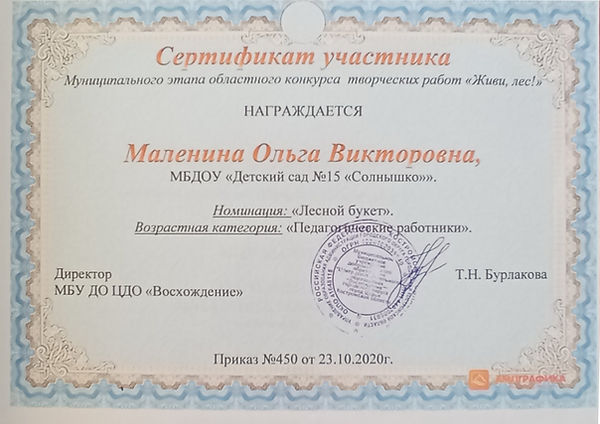 Сертификат участника
Муниципального этапа областного конкурса творческих работ «Живи, лес!»
НАГРАЖДАЕТСЯ
Маленина Ольга Викторовна,
МБДОУ «Детский сад №15 «Солнышко»».
Номинация: «Лесной букет».
Возрастная категория: «Педагогические работники».
Директор
МБУ ДО ЦДО «Восхождение»
Т.Н. Бурлакова
Приказ №450 от 23.10.2020г.